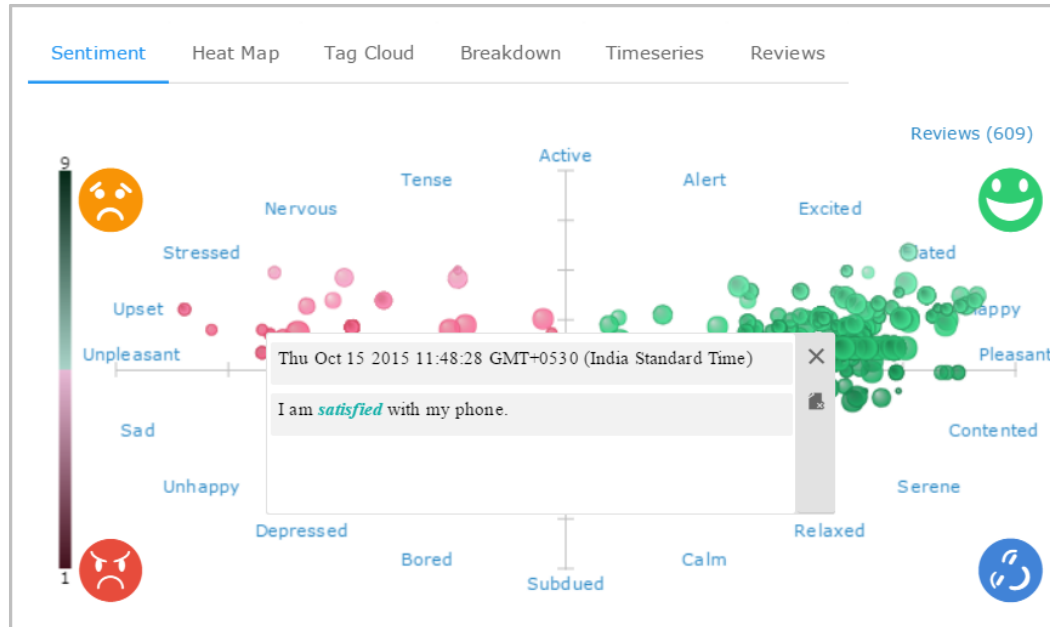 Sentiment Heat Map Tag Cloud Breakdown Timeseries Reviews
Reviews (609)
9
Active
Tense Alert
Nervous Excited
Stressed
Upset
Unpleasant Pleasant
Thu Oct 15 2015 11:48:28 GMT+0530 (India Standard Time)
I am satisfied with my phone.
Sad Contented
Unhappy Serene
Depressed Relaxed
Bored Calm
1 Subdued